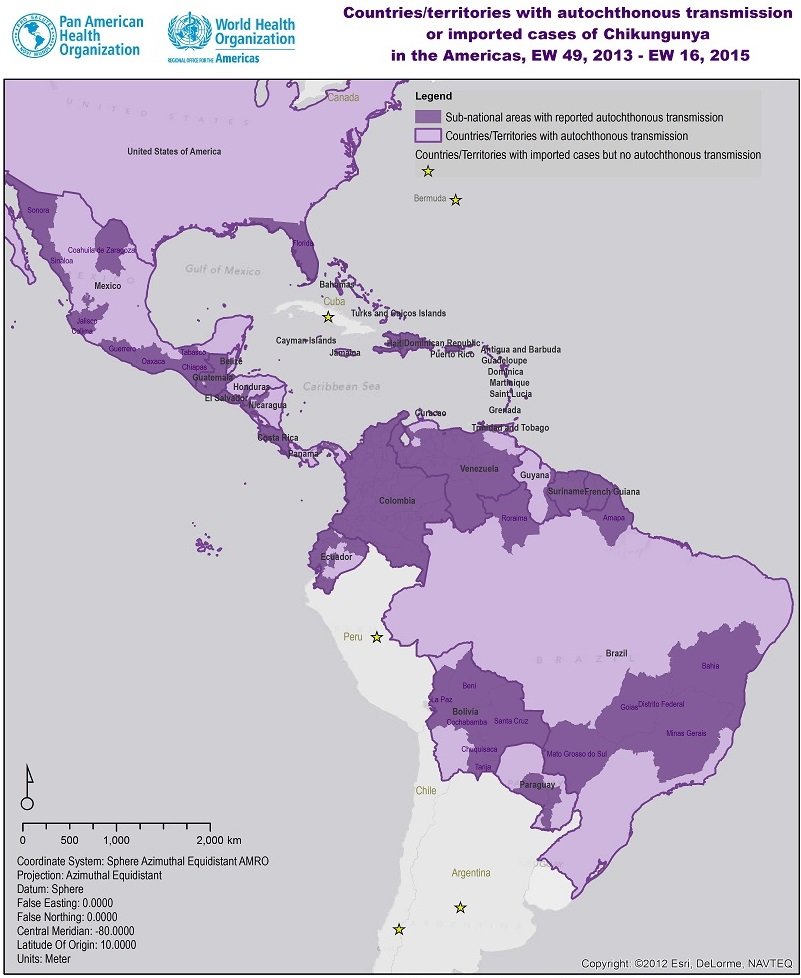 Pan American
Health
Organization
World Health
Organization
REGIONAL OFFICE FOR THE Americas
Countries/territories with autochthonous transmission
or imported cases of Chikungunya
in the Americas, EW 49, 2013 - EW 16, 2015
Legend
Sub-national areas with reported autochthonous transmission
Countries/Territories with autochthonous transmission
Countries/Territories with imported cases but no autochthonous transmission
Canada
UNITED STATES
United States of America
Bermuda
Sonora
Coahuila de Zaragoza
Sinaloa
MEXICO
Mexico
Florida
Gulf of Mexico
Bahamas
Cuba
Turks and Caicos Islands
Jalisco
Colima
Cayman Islands
Jamaica
Haiti
Dominican Republic
Puerto Rico
Antigua and Barbuda
Guadeloupe
Dominica
Martinique
Saint Lucia
Grenada
Trinidad and Tobago
Guerrero
Oaxaca
Tabasco
Chiapas
Belize
Guatemala
Honduras
El Salvador
Nicaragua
Caribbean Sea
Curacao
Costa Rica
Panama
Venezuela
Guyana
Suriname
French Guiana
Colombia
Roraima
Amapa
Ecuador
Peru
BRAZIL
Brazil
Bahia
Beni
La Paz
Bolivia
Cochabamba
Santa Cruz
Goias
Distrito Federal
Minas Gerais
Chuquisaca
Mato Grosso do Sul
Tarija
Paraguay
Chile
Argentina
0 500 1,000 2,000 km
Coordinate System: Sphere Azimuthal Equidistant AMRO
Projection: Azimuthal Equidistant
Datum: Sphere
False Easting: 0.0000
False Northing: 0.0000
Central Meridian: -80.0000
Latitude Of Origin: 10.0000
Units: Meter
Copyright: ©2012 Esri, DeLorme, NAVTEQ